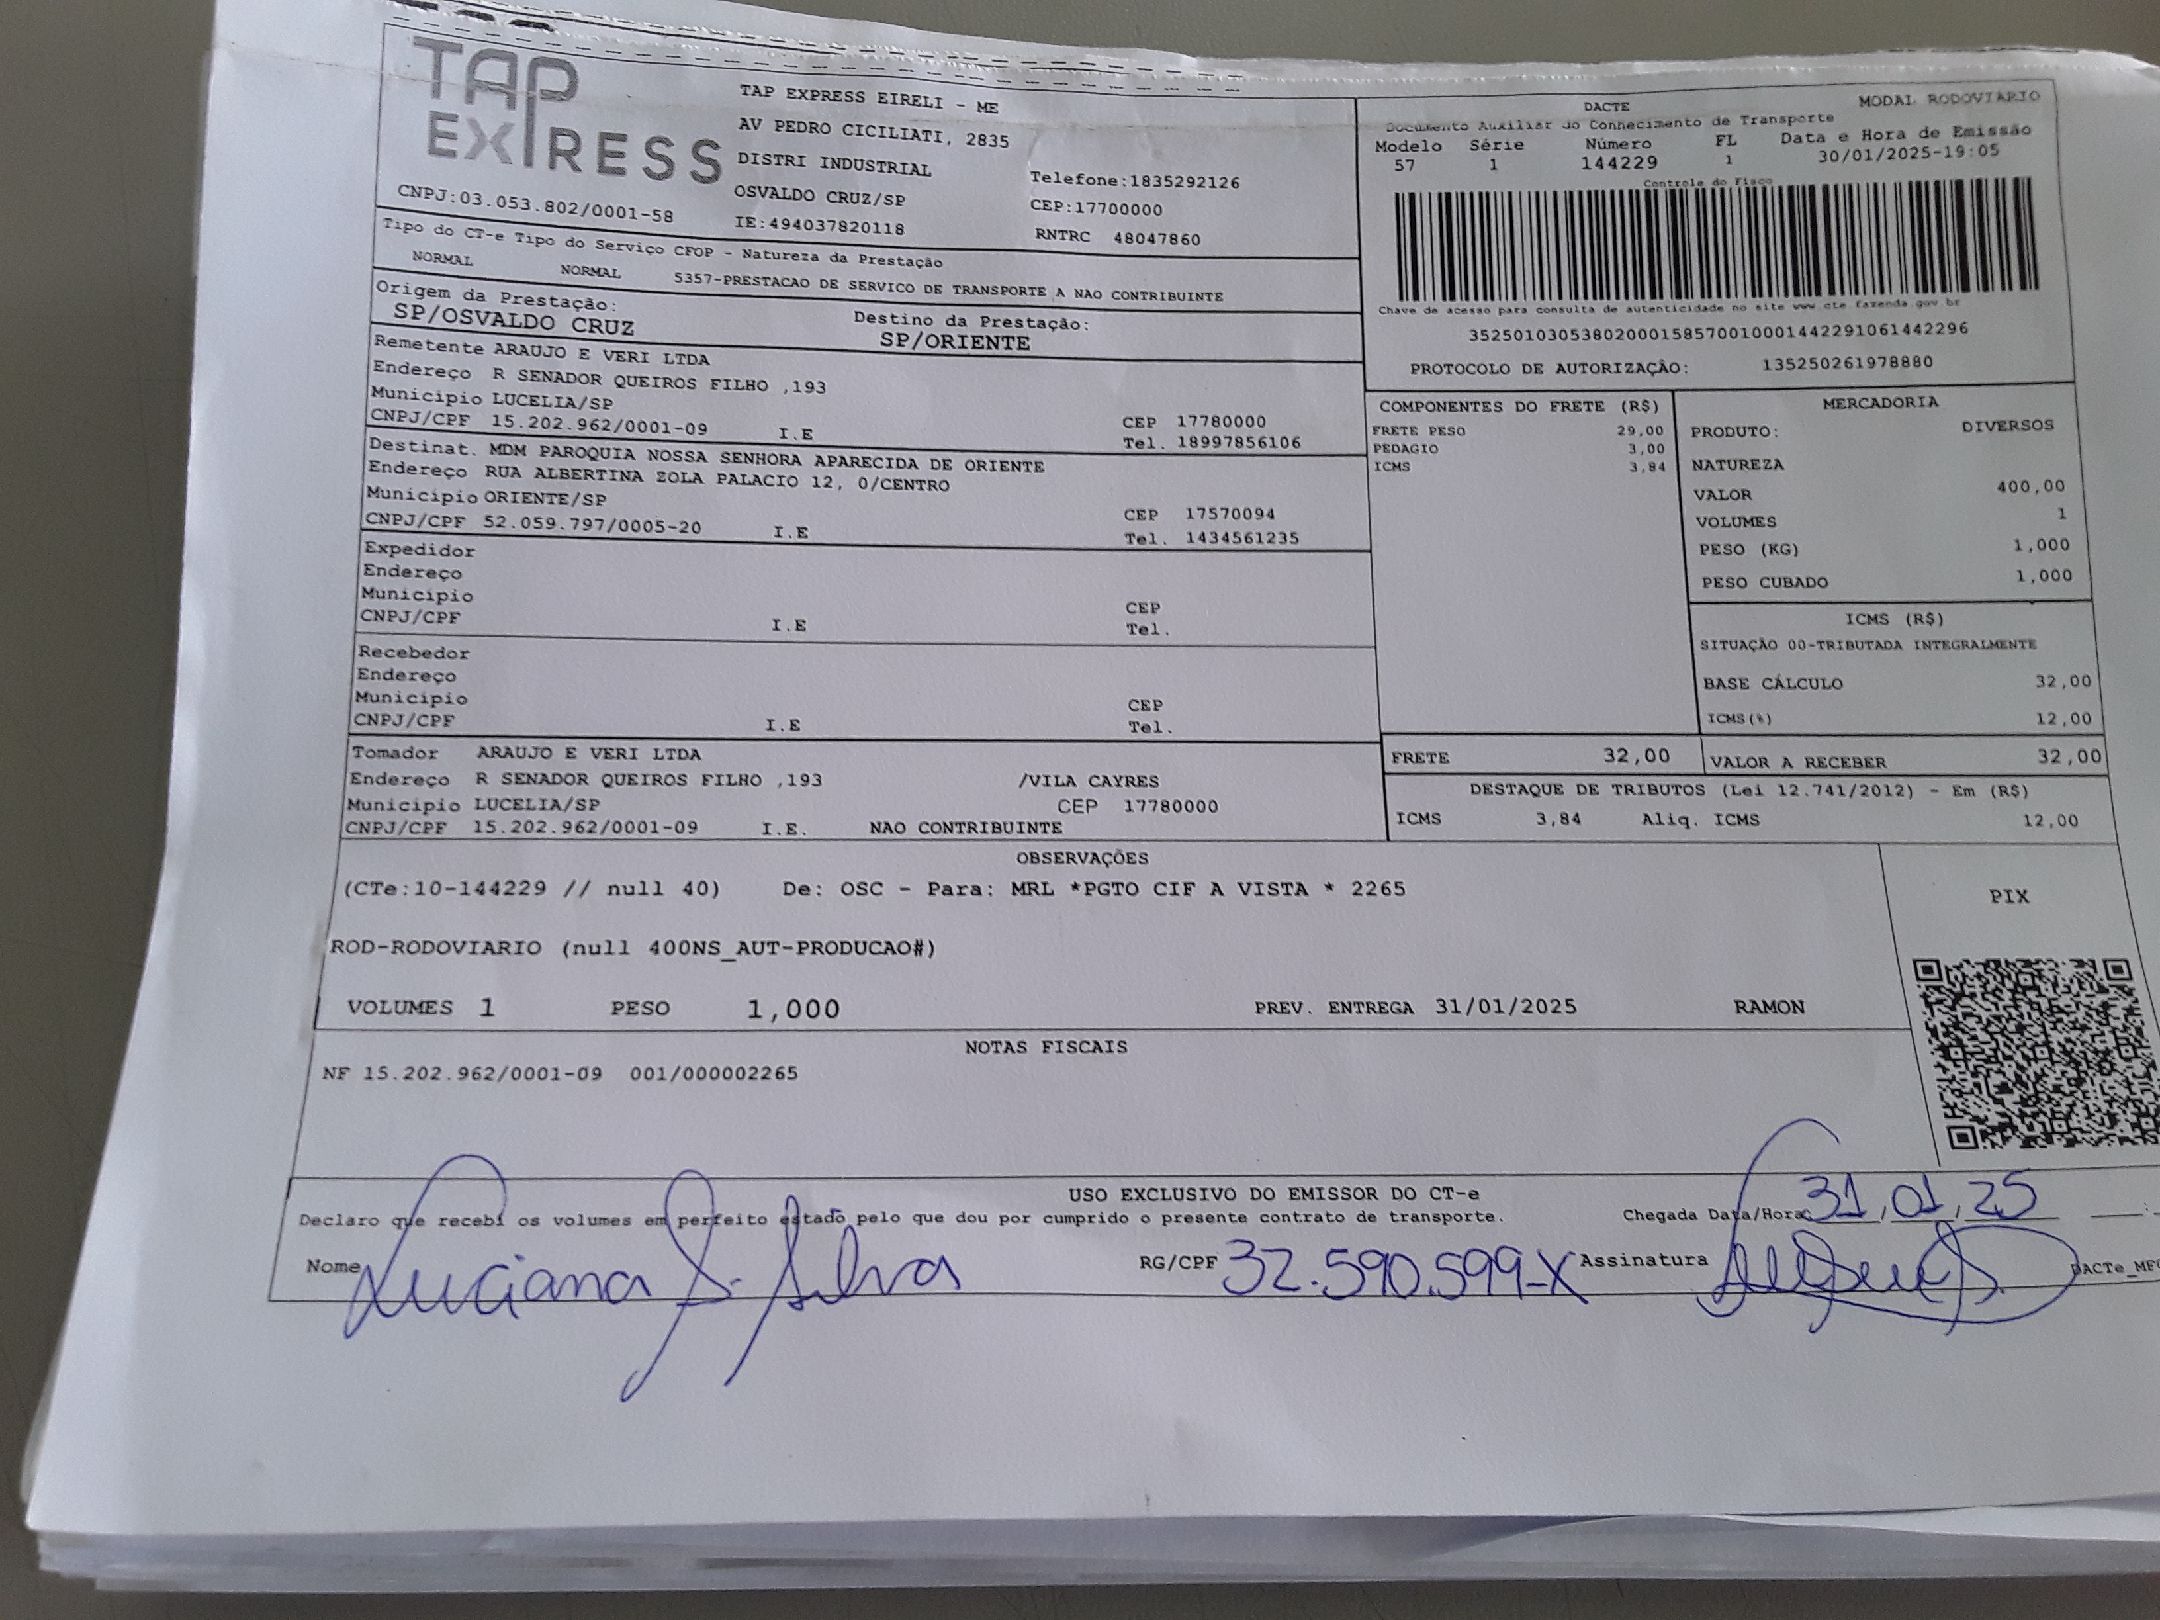 TAP EXPRESS
TAP EXPRESS EIRELI - ME
AV PEDRO CICILIATI, 2835
DISTRI INDUSTRIAL
Telefone:1835292126
OSVALDO CRUZ/SP
CEP:17700000
CNPJ:03.053.802/0001-58
IE:494037820118
RNTRC 48047860
DACTE
MODAL RODOVIARIO
Documento Auxiliar do Conhecimento de Transporte
Modelo Série Número FL Data e Hora de Emissão
57 1 144229 1 30/01/2025-19:05
Controle do Fisco
Chave de acesso para consulta de autenticidade no site www.cte.fazenda.gov.br
35250103053802000158570010001442291061442296
PROTOCOLO DE AUTORIZAÇÃO: 135250261978880
Tipo do CT-e Tipo do Serviço CFOP - Natureza da Prestação
NORMAL NORMAL 5357-PRESTACAO DE SERVICO DE TRANSPORTE A NAO CONTRIBUINTE
Origem da Prestação: Destino da Prestação:
SP/OSVALDO CRUZ SP/ORIENTE
Remetente ARAUJO E VERI LTDA
Endereço R SENADOR QUEIROS FILHO ,193
Municipio LUCELIA/SP CEP 17780000
CNPJ/CPF 15.202.962/0001-09 I.E Tel. 18997856106
Destinat. MDM PAROQUIA NOSSA SENHORA APARECIDA DE ORIENTE
Endereço RUA ALBERTINA ZOLA PALACIO 12, 0/CENTRO
Municipio ORIENTE/SP CEP 17570094
CNPJ/CPF 52.059.797/0005-20 I.E Tel. 1434561235
Expedidor
Endereço
Municipio CEP
CNPJ/CPF I.E Tel.
Recebedor
Endereço
Municipio CEP
CNPJ/CPF I.E Tel.
Tomador ARAUJO E VERI LTDA
Endereço R SENADOR QUEIROS FILHO ,193 /VILA CAYRES
Municipio LUCELIA/SP CEP 17780000
CNPJ/CPF 15.202.962/0001-09 I.E. NAO CONTRIBUINTE
COMPONENTES DO FRETE (R$)
FRETE PESO 29,00
PEDAGIO 3,00
ICMS 3,84
MERCADORIA
PRODUTO: DIVERSOS
NATUREZA
VALOR 400,00
VOLUMES 1
PESO (KG) 1,000
PESO CUBADO 1,000
ICMS (R$)
SITUAÇÃO 00-TRIBUTADA INTEGRALMENTE
BASE CÁLCULO 32,00
ICMS(%) 12,00
FRETE 32,00 VALOR A RECEBER 32,00
DESTAQUE DE TRIBUTOS (Lei 12.741/2012) - Em (R$)
ICMS 3,84 Aliq. ICMS 12,00
OBSERVAÇÕES
(CTe:10-144229 // null 40) De: OSC - Para: MRL *PGTO CIF A VISTA * 2265
PIX
ROD-RODOVIARIO (null 400NS_AUT-PRODUCAO#)
VOLUMES 1 PESO 1,000 PREV. ENTREGA 31/01/2025 RAMON
NOTAS FISCAIS
NF 15.202.962/0001-09 001/000002265
USO EXCLUSIVO DO EMISSOR DO CT-e
Declaro que recebi os volumes em perfeito estado pelo que dou por cumprido o presente contrato de transporte. Chegada Data/Hora: 31,01,25
Nome Luciana S. Silva RG/CPF 32.590.599-X Assinatura